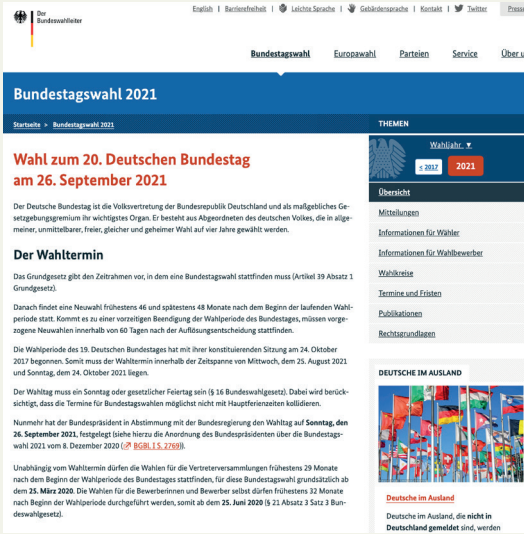 Der
Bundeswahlleiter
English | Barrierefreiheit | Leichte Sprache | Gebärdensprache | Kontakt | Twitter
Presse
Bundestagswahl Europawahl Parteien Service Über u
Bundestagswahl 2021
Startseite > Bundestagswahl 2021
Wahl zum 20. Deutschen Bundestag
am 26. September 2021
Der Deutsche Bundestag ist die Volksvertretung der Bundesrepublik Deutschland und als maßgebliches Ge-
setzgebungsgremium ihr wichtigstes Organ. Er besteht aus Abgeordneten des deutschen Volkes, die in allge-
meiner, unmittelbarer, freier, gleicher und geheimer Wahl auf vier Jahre gewählt werden.
Der Wahltermin
Das Grundgesetz gibt den Zeitrahmen vor, in dem eine Bundestagswahl stattfinden muss (Artikel 39 Absatz 1
Grundgesetz).
Danach findet eine Neuwahl frühestens 46 und spätestens 48 Monate nach dem Beginn der laufenden Wahl-
periode statt. Kommt es zu einer vorzeitigen Beendigung der Wahlperiode des Bundestages, müssen vorge-
zogene Neuwahlen innerhalb von 60 Tagen nach der Auflösungsentscheidung stattfinden.
Die Wahlperiode des 19. Deutschen Bundestages hat mit ihrer konstituierenden Sitzung am 24. Oktober
2017 begonnen. Somit muss der Wahltermin innerhalb der Zeitspanne von Mittwoch, dem 25. August 2021
und Sonntag, dem 24. Oktober 2021 liegen.
Der Wahltag muss ein Sonntag oder gesetzlicher Feiertag sein (§ 16 Bundeswahlgesetz). Dabei wird berück-
sichtigt, dass die Termine für Bundestagswahlen möglichst nicht mit Hauptferienzeiten kollidieren.
Nunmehr hat der Bundespräsident in Abstimmung mit der Bundesregierung den Wahltag auf Sonntag, den
26. September 2021, festgelegt (siehe hierzu die Anordnung des Bundespräsidenten über die Bundestags-
wahl 2021 vom 8. Dezember 2020 (BGBl. I S. 2769)).
Unabhängig vom Wahltermin dürfen die Wahlen für die Vertreterversammlungen frühestens 29 Monate
nach dem Beginn der Wahlperiode des Bundestages stattfinden, für diese Bundestagswahl grundsätzlich ab
dem 25. März 2020. Die Wahlen für die Bewerberinnen und Bewerber selbst dürfen frühestens 32 Monate
nach Beginn der Wahlperiode durchgeführt werden, somit ab dem 25. Juni 2020 (§ 21 Absatz 3 Satz 3 Bun-
deswahlgesetz).
THEMEN
Wahljahr ▼
< 2017 2021
Übersicht
Mitteilungen
Informationen für Wähler
Informationen für Wahlbewerber
Wahlkreise
Termine und Fristen
Publikationen
Rechtsgrundlagen
DEUTSCHE IM AUSLAND
Deutsche im Ausland
Deutsche im Ausland, die nicht in
Deutschland gemeldet sind, werden